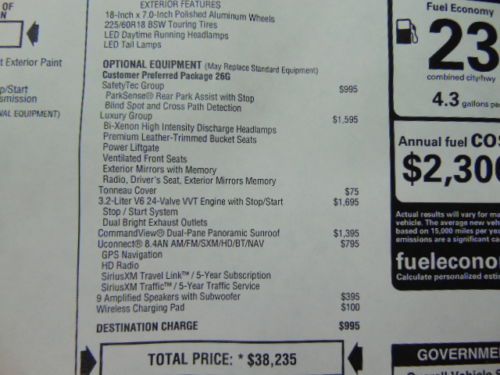 OF
ON
t Exterior Paint
p/Start
smission
NAL EQUIPMENT)
EXTERIOR FEATURES
18-Inch x 7.0-Inch Polished Aluminum Wheels
225/60R18 BSW Touring Tires
LED Daytime Running Headlamps
LED Tail Lamps
OPTIONAL EQUIPMENT (May Replace Standard Equipment)
Customer Preferred Package 26G
SafetyTec Group $995
ParkSense® Rear Park Assist with Stop
Blind Spot and Cross Path Detection
Luxury Group $1,595
Bi-Xenon High Intensity Discharge Headlamps
Premium Leather-Trimmed Bucket Seats
Power Liftgate
Ventilated Front Seats
Exterior Mirrors with Memory
Radio, Driver's Seat, Exterior Mirrors Memory
Tonneau Cover $75
3.2-Liter V6 24-Valve VVT Engine with Stop/Start $1,695
Stop / Start System
Dual Bright Exhaust Outlets
CommandView® Dual-Pane Panoramic Sunroof $1,395
Uconnect® 8.4AN AM/FM/SXM/HD/BT/NAV $795
GPS Navigation
HD Radio
SiriusXM Travel Link™ / 5-Year Subscription
SiriusXM Traffic™ / 5-Year Traffic Service
9 Amplified Speakers with Subwoofer $395
Wireless Charging Pad $100
DESTINATION CHARGE $995
TOTAL PRICE: * $38,235
Fuel Economy
23
combined city/hwy
4.3 gallons pe
Annual fuel COS
$2,300
Actual results will vary for ma
vehicle. The average new vehi
based on 15,000 miles per yea
emissions are a significant ca
fuelecono
Calculate personalized esti
GOVERNME
Overall Vehicle S